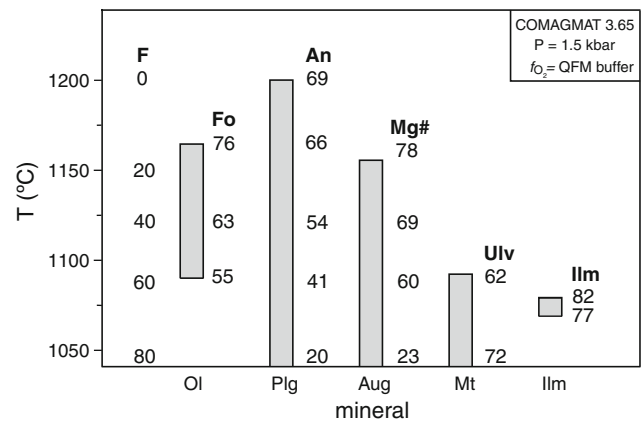 COMAGMAT 3.65
P = 1.5 kbar
fO2= QFM buffer
F An
1200 0 69
Fo
76 66 Mg#
78
1150 20
40 63 54 69
1100
Ulv
60 55 41 60 62 Ilm
82
77
1050 80 20 23 72
T (ºC)
Ol Plg Aug Mt Ilm
mineral